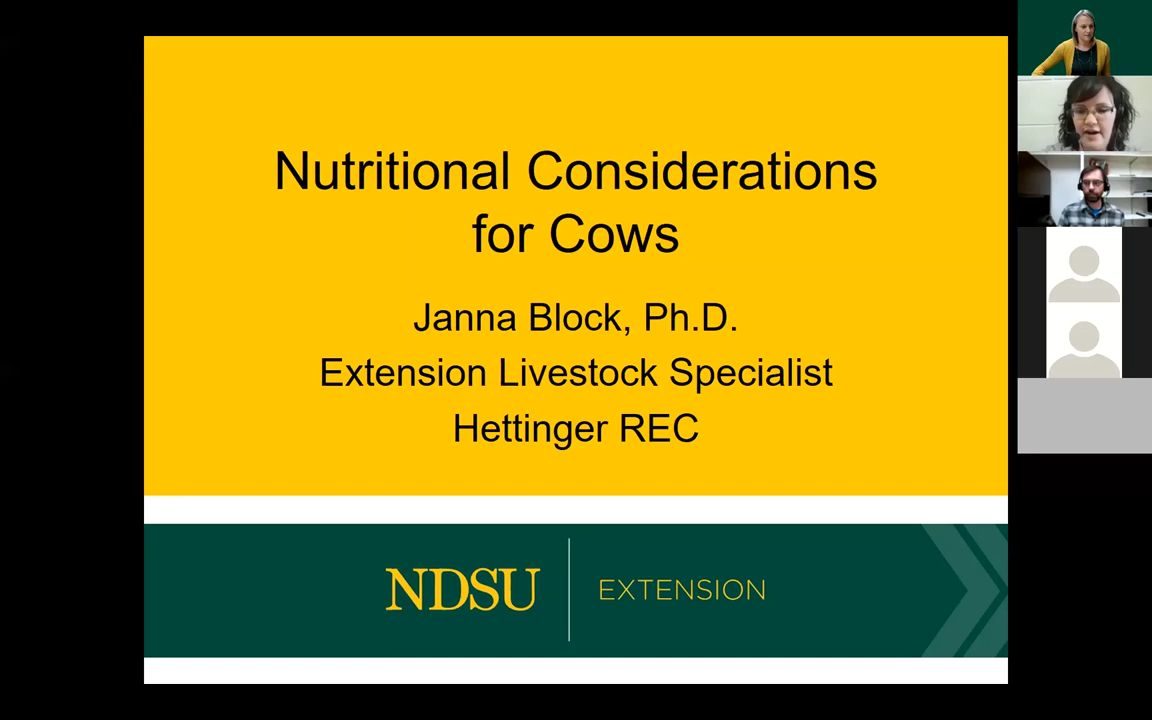 Nutritional Considerations
for Cows
Janna Block, Ph.D.
Extension Livestock Specialist
Hettinger REC
NDSU EXTENSION